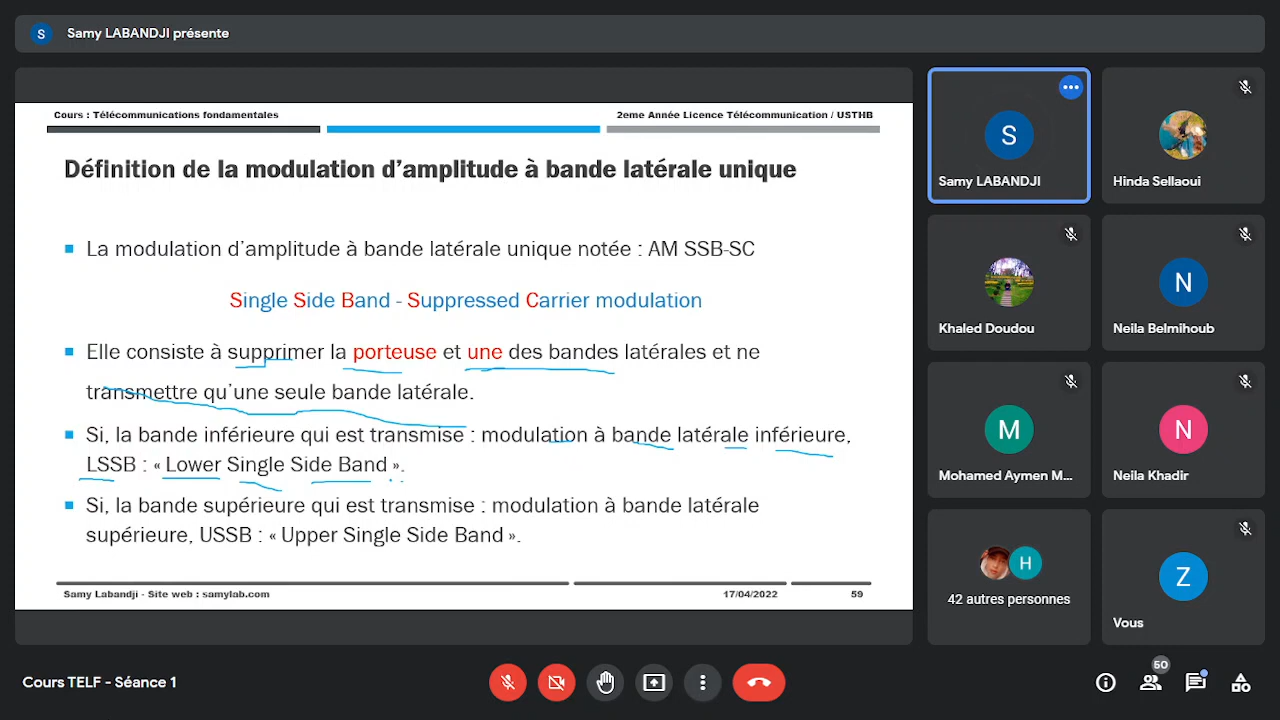 S Samy LABANDJI présente
Cours : Télécommunications fondamentales
2eme Année Licence Télécommunication / USTHB
Définition de la modulation d’amplitude à bande latérale unique
La modulation d’amplitude à bande latérale unique notée : AM SSB-SC
Single Side Band - Suppressed Carrier modulation
Elle consiste à supprimer la porteuse et une des bandes latérales et ne
transmettre qu’une seule bande latérale.
Si, la bande inférieure qui est transmise : modulation à bande latérale inférieure,
LSSB : « Lower Single Side Band ».
Si, la bande supérieure qui est transmise : modulation à bande latérale
supérieure, USSB : « Upper Single Side Band ».
Samy Labandji - Site web : samylab.com
17/04/2022
59
S
Samy LABANDJI
Hinda Sellaoui
Khaled Doudou
N
Neila Belmihoub
M
Mohamed Aymen M...
N
Neila Khadir
H
42 autres personnes
Z
Vous
Cours TELF - Séance 1
50